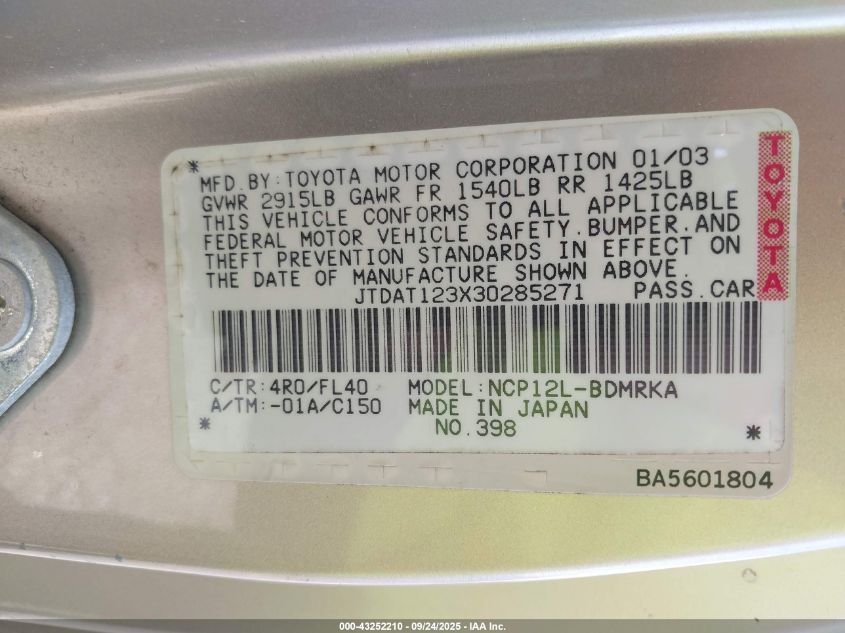 MFD.BY:TOYOTA MOTOR CORPORATION 01/03
GVWR 2915LB GAWR FR 1540LB RR 1425LB
THIS VEHICLE CONFORMS TO ALL APPLICABLE
FEDERAL MOTOR VEHICLE SAFETY.BUMPER.AND
THEFT PREVENTION STANDARDS IN EFFECT ON
THE DATE OF MANUFACTURE SHOWN ABOVE.
JTDAT123X30285271 PASS.CAR
TOYOTA
C/TR:4R0/FL40 MODEL:NCP12L-BDMRKA
A/TM:-01A/C150 MADE IN JAPAN
NO.398
BA5601804
000-43252210 - 09/24/2025 - IAA Inc.